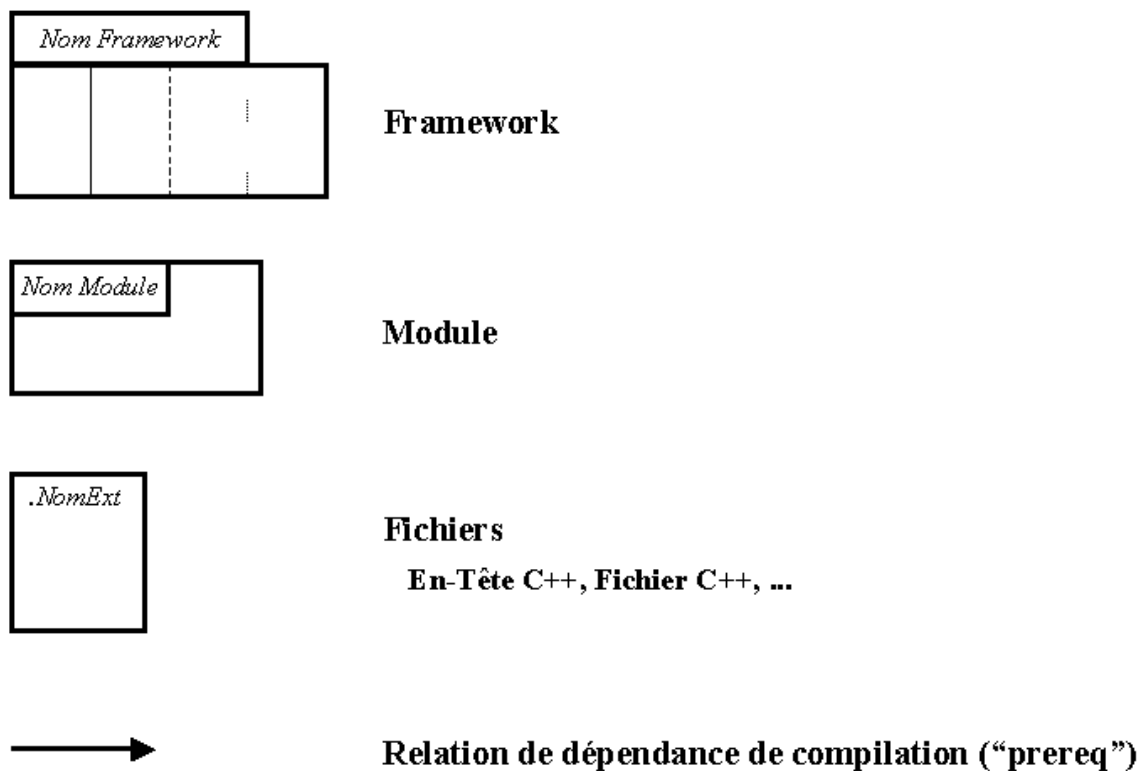 Nom Framework
Framework
Nom Module
Module
.NomExt
Fichiers
En-Tête C++, Fichier C++, ...
Relation de dépendance de compilation (“prereq”)